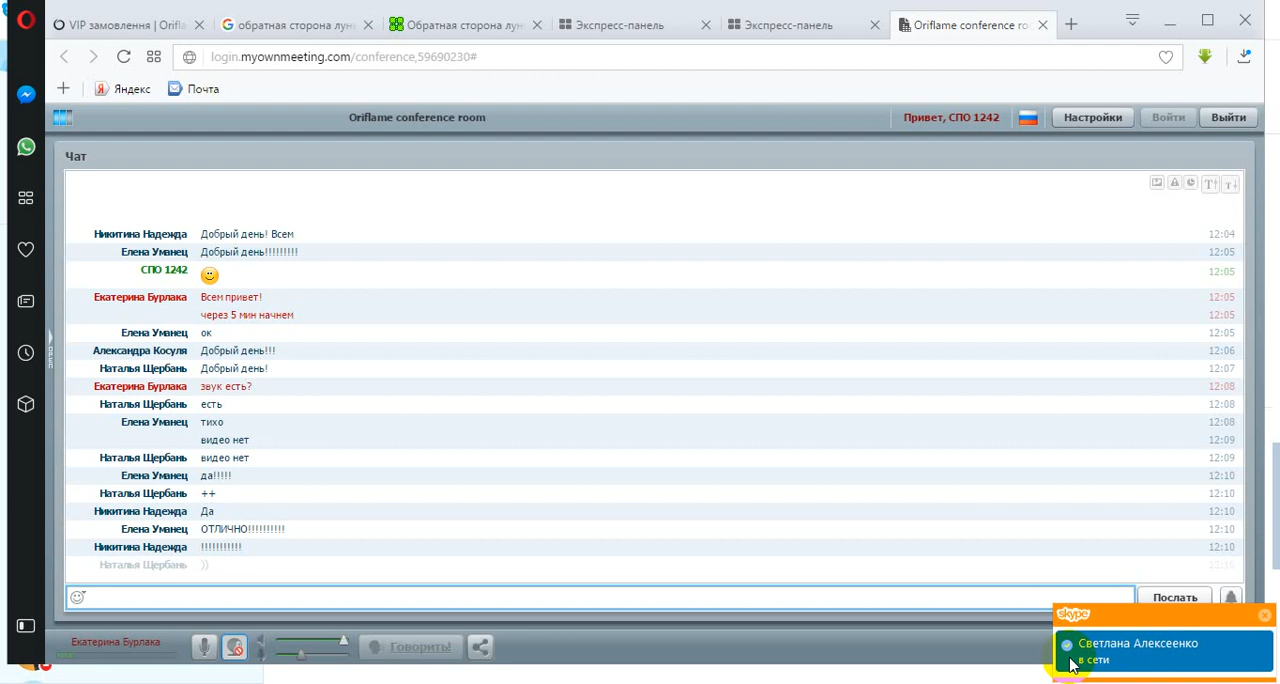 VIP замовлення | Orifla
обратная сторона лун
Обратная сторона лун
Экспресс-панель
Экспресс-панель
Oriflame conference roo
login.myownmeeting.com/conference,59690230#
Яндекс
Почта
Oriflame conference room
Привет, СПО 1242
Настройки
Войти
Выйти
Чат
Никитина Надежда Добрый день! Всем 12:04
Елена Уманец Добрый день!!!!!!!!! 12:05
СПО 1242 12:05
Екатерина Бурлака Всем привет! 12:05
через 5 мин начнем 12:05
Елена Уманец ок 12:05
Александра Косуля Добрый день!!! 12:06
Наталья Щербань Добрый день! 12:07
Екатерина Бурлака звук есть? 12:08
Наталья Щербань есть 12:08
Елена Уманец тихо 12:08
видео нет 12:09
Наталья Щербань видео нет 12:09
Елена Уманец да!!!!! 12:10
Наталья Щербань ++ 12:10
Никитина Надежда Да 12:10
Елена Уманец ОТЛИЧНО!!!!!!!!!! 12:10
Никитина Надежда !!!!!!!!!!! 12:10
Наталья Щербань )) 12:16
Послать
skype
Светлана Алексеенко
в сети
Екатерина Бурлака
Говорить!